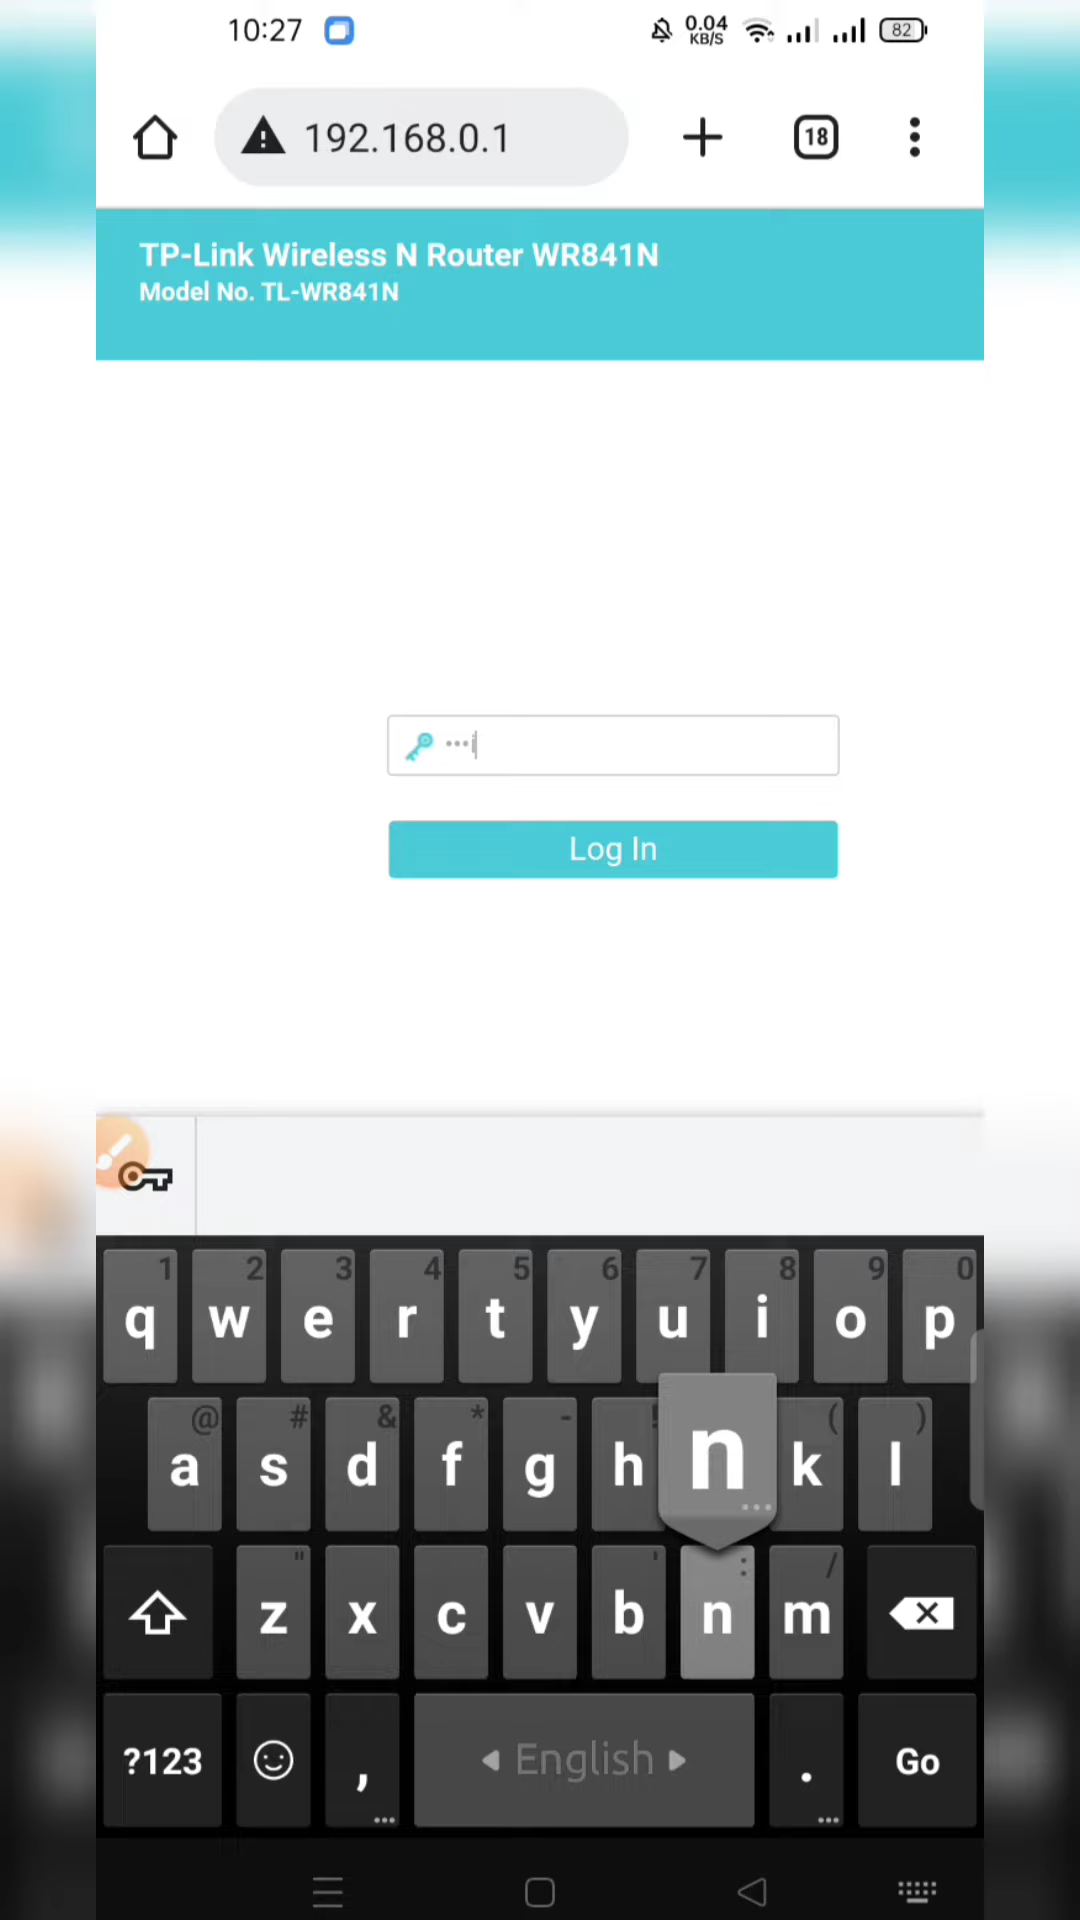 10:27 0.04 KB/S 82
192.168.0.1 18
TP-Link Wireless N Router WR841N
Model No. TL-WR841N
•••i
Log In
1 2 3 4 5 6 7 8 9 0
q w e r t y u i o p
@ # & * - ( )
a s d f g h n k l
" ' : /
z x c v b n m
?123 , English . Go